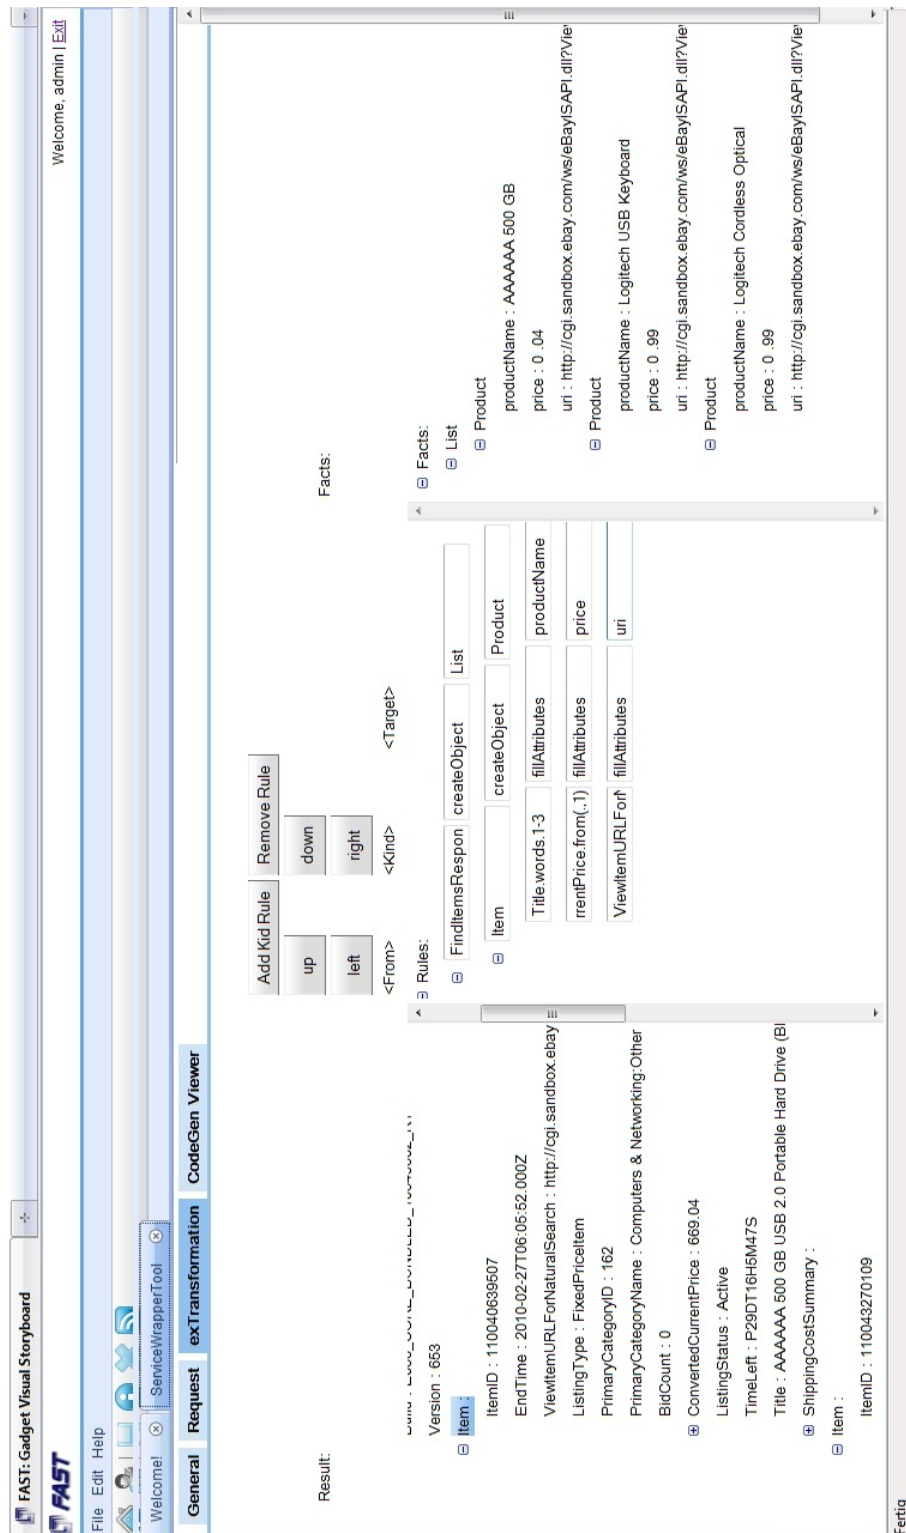 FAST: Gadget Visual Storyboard
FAST
Welcome, admin | Exit
File Edit Help
Welcome!
ServiceWrapperTool
General
Request
exTransformation
CodeGen Viewer
Result:
Version : 653
Item :
ItemID : 110040639507
EndTime : 2010-02-27T06:05:52.000Z
ViewItemURLForNaturalSearch : http://cgi.sandbox.ebay
ListingType : FixedPriceItem
PrimaryCategoryID : 162
PrimaryCategoryName : Computers & Networking:Other
BidCount : 0
ConvertedCurrentPrice : 669.04
ListingStatus : Active
TimeLeft : P29DT16H5M47S
Title : AAAAAA 500 GB USB 2.0 Portable Hard Drive (Bl
ShippingCostSummary :
Item :
ItemID : 110043270109
Add Kid Rule
Remove Rule
up
down
left
right
<From> <Kind> <Target>
Rules:
FindItemsRespon createObject List
Item createObject Product
Title.words.1-3 fillAttributes productName
rrentPrice.from(..1) fillAttributes price
ViewItemURLForN fillAttributes uri
Facts:
Facts:
List
Product
productName : AAAAAA 500 GB
price : 0 .04
uri : http://cgi.sandbox.ebay.com/ws/eBayISAPI.dll?Vie
Product
productName : Logitech USB Keyboard
price : 0 .99
uri : http://cgi.sandbox.ebay.com/ws/eBayISAPI.dll?Vie
Product
productName : Logitech Cordless Optical
price : 0 .99
uri : http://cgi.sandbox.ebay.com/ws/eBayISAPI.dll?Vie
Fertig